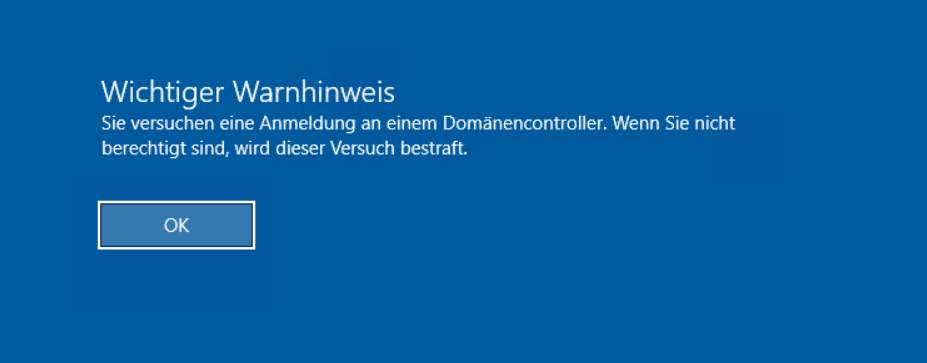 Wichtiger Warnhinweis
Sie versuchen eine Anmeldung an einem Domänencontroller. Wenn Sie nicht
berechtigt sind, wird dieser Versuch bestraft.
OK